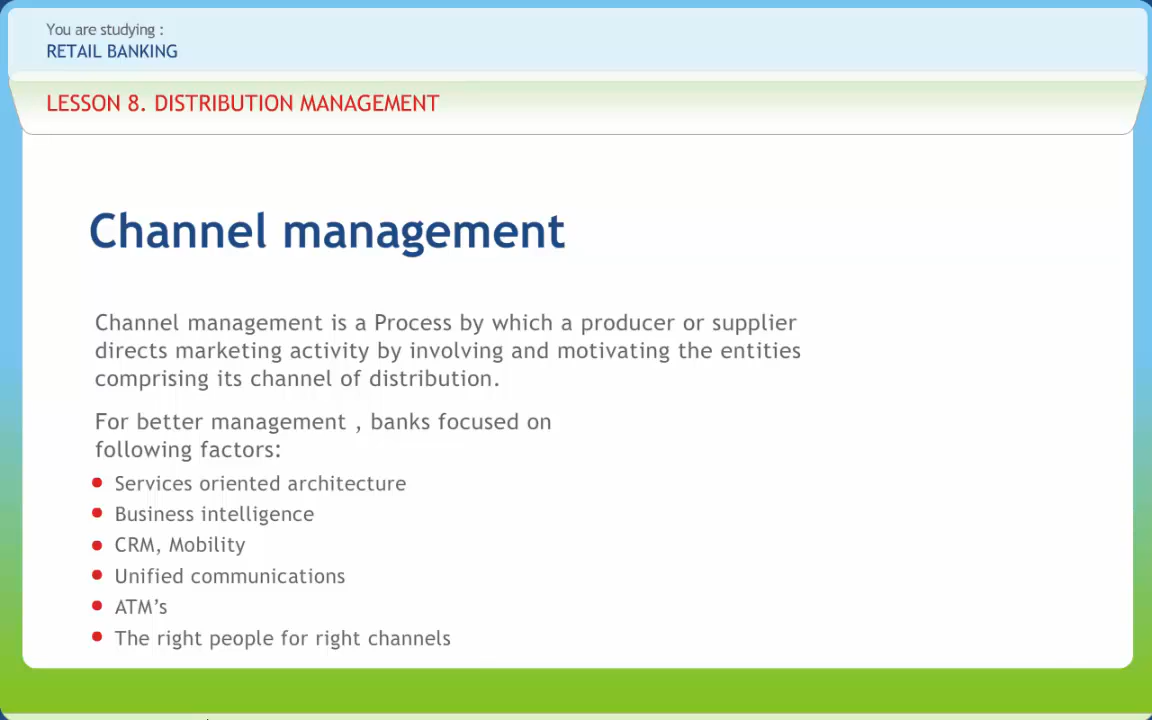 You are studying :
RETAIL BANKING
LESSON 8. DISTRIBUTION MANAGEMENT
Channel management
Channel management is a Process by which a producer or supplier
directs marketing activity by involving and motivating the entities
comprising its channel of distribution.
For better management , banks focused on
following factors:
Services oriented architecture
Business intelligence
CRM, Mobility
Unified communications
ATM’s
The right people for right channels